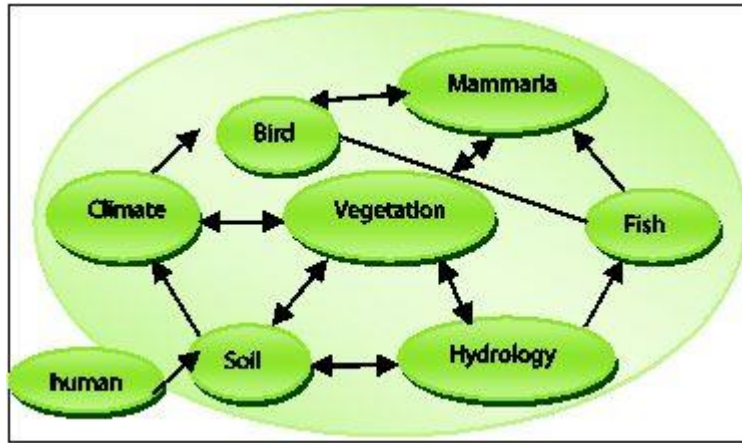 Mammaria
Bird
Climate
Vegetation
Fish
Soil
Hydrology
human